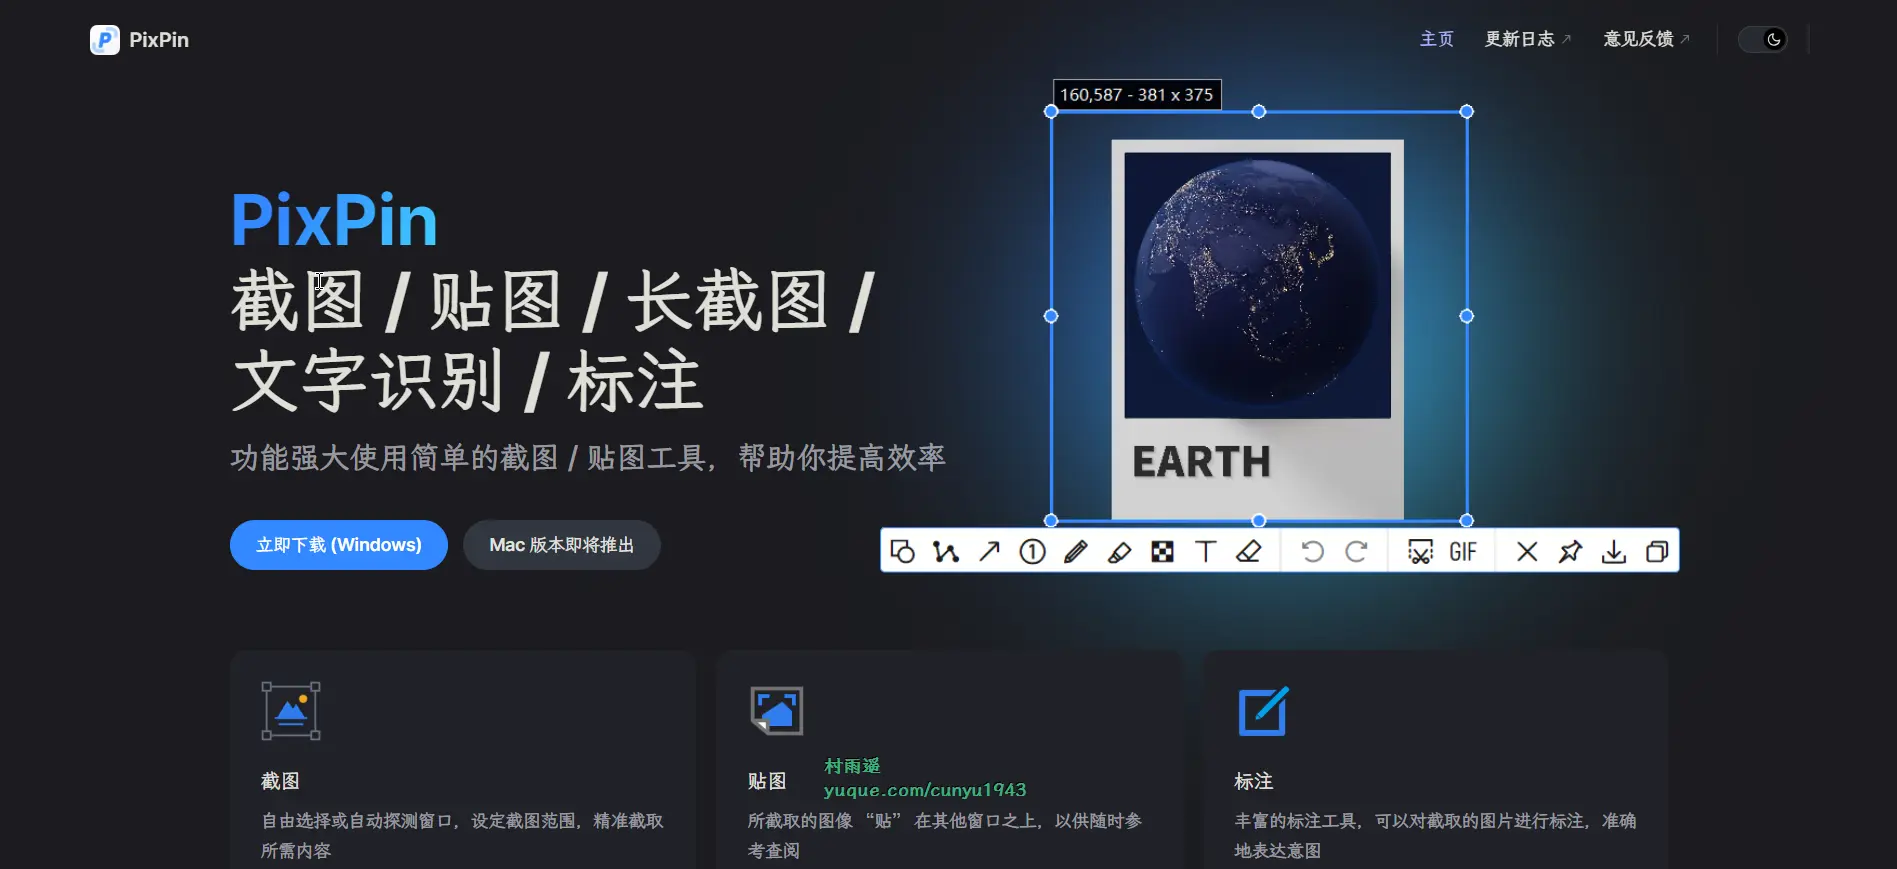 PixPin
主页
更新日志
意见反馈
160,587 - 381 x 375
PixPin
截图 / 贴图 / 长截图 /
文字识别 / 标注
功能强大使用简单的截图 / 贴图工具，帮助你提高效率
立即下载 (Windows)
Mac 版本即将推出
EARTH
1
T
GIF
截图
自由选择或自动探测窗口，设定截图范围，精准截取
所需内容
贴图
村雨遥
yuque.com/cunyu1943
所截取的图像 “贴” 在其他窗口之上，以供随时参
考查阅
标注
丰富的标注工具，可以对截取的图片进行标注，准确
地表达意图